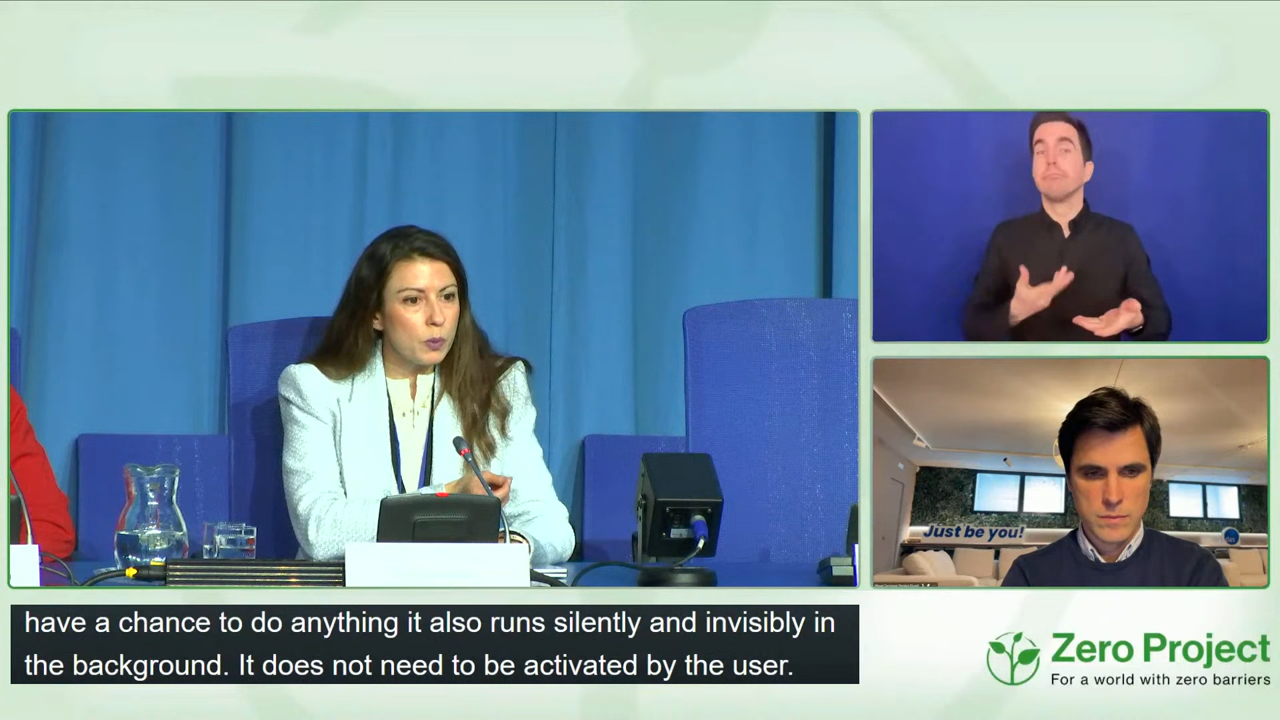 Just be you!
have a chance to do anything it also runs silently and invisibly in
the background. It does not need to be activated by the user.
Zero Project
For a world with zero barriers